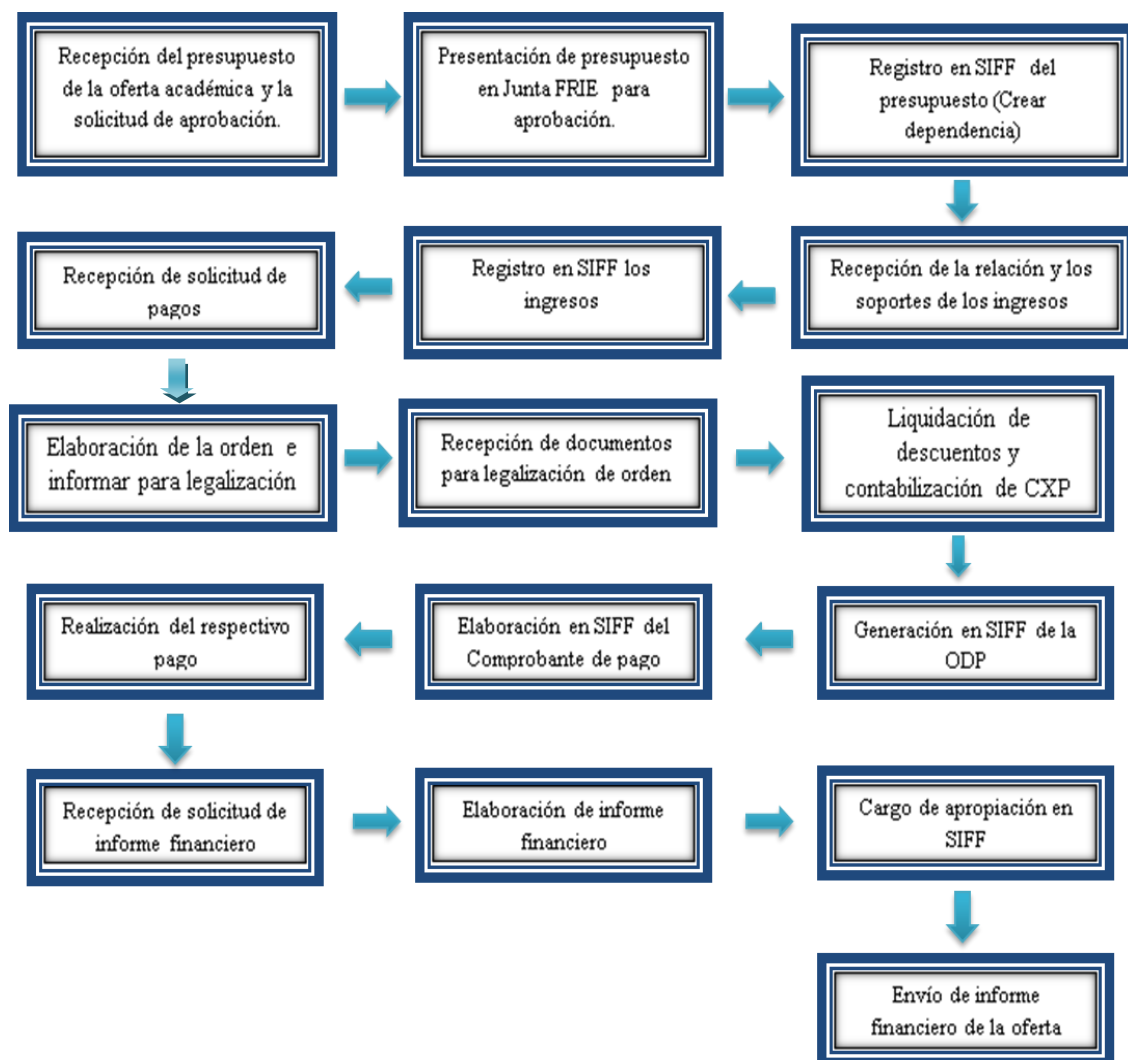 Recepción del presupuesto
de la oferta académica y la
solicitud de aprobación.
Presentación de presupuesto
en Junta FRIE para
aprobación.
Registro en SIFF del
presupuesto (Crear
dependencia)
Recepción de la relación y los
soportes de los ingresos
Registro en SIFF los
ingresos
Recepción de solicitud de
pagos
Elaboración de la orden e
informar para legalización
Recepción de documentos
para legalización de orden
Liquidación de
descuentos y
contabilización de CXP
Generación en SIFF de la
ODP
Elaboración en SIFF del
Comprobante de pago
Realización del respectivo
pago
Recepción de solicitud de
informe financiero
Elaboración de informe
financiero
Cargo de apropiación en
SIFF
Envío de informe
financiero de la oferta